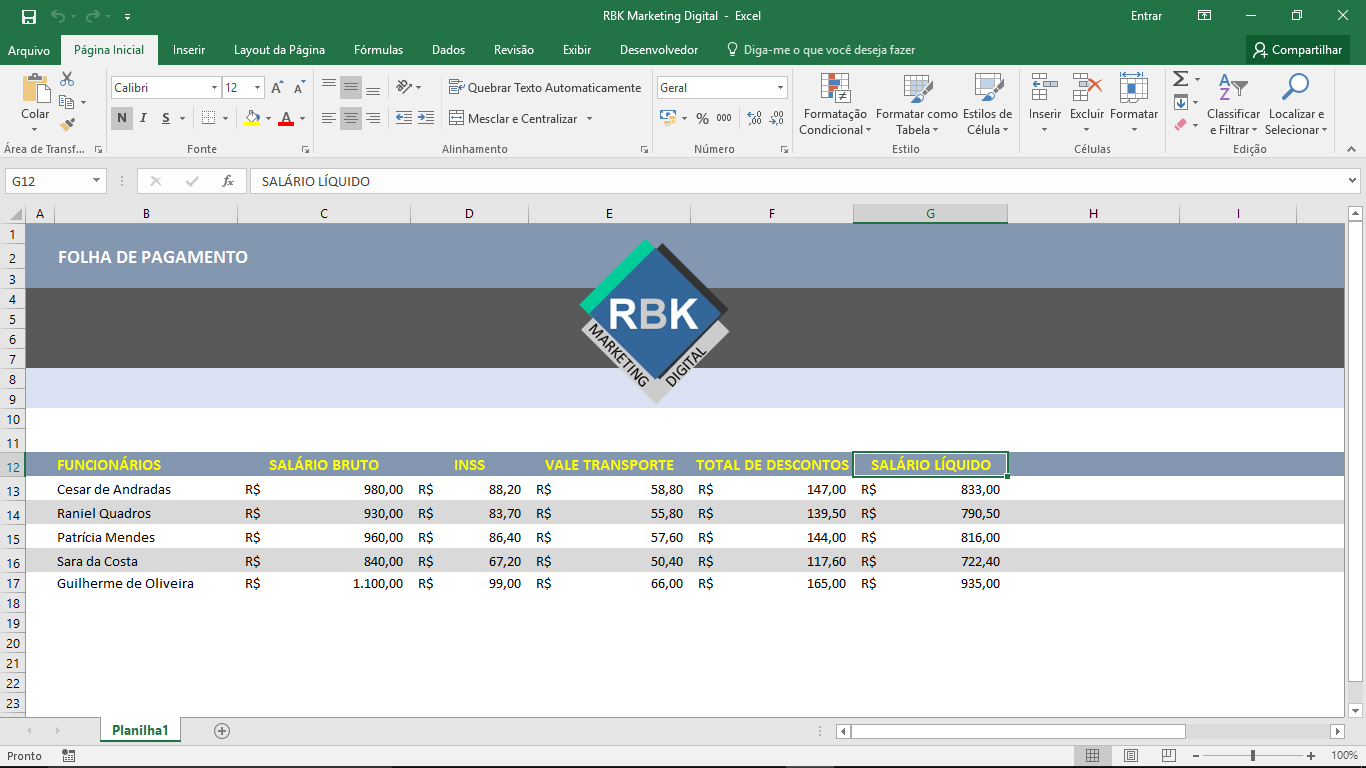 RBK Marketing Digital - Excel
Entrar
Arquivo Página Inicial Inserir Layout da Página Fórmulas Dados Revisão Exibir Desenvolvedor Diga-me o que você deseja fazer Compartilhar
Colar
Área de Transf...
Calibri 12
N I S A A A
Fonte
Quebrar Texto Automaticamente
Mesclar e Centralizar
Alinhamento
Geral
% 000 ,00 ,0
Número
Formatação Condicional
Formatar como Tabela
Estilos de Célula
Estilo
Inserir Excluir Formatar
Células
Classificar e Filtrar
Localizar e Selecionar
Edição
G12 fx SALÁRIO LÍQUIDO
A B C D E F G H I
1
2 FOLHA DE PAGAMENTO
3
4
5
6
7
8
9
RBK
MARKETING
DIGITAL
10
11
12 FUNCIONÁRIOS SALÁRIO BRUTO INSS VALE TRANSPORTE TOTAL DE DESCONTOS SALÁRIO LÍQUIDO
13 Cesar de Andradas R$ 980,00 R$ 88,20 R$ 58,80 R$ 147,00 R$ 833,00
14 Raniel Quadros R$ 930,00 R$ 83,70 R$ 55,80 R$ 139,50 R$ 790,50
15 Patrícia Mendes R$ 960,00 R$ 86,40 R$ 57,60 R$ 144,00 R$ 816,00
16 Sara da Costa R$ 840,00 R$ 67,20 R$ 50,40 R$ 117,60 R$ 722,40
17 Guilherme de Oliveira R$ 1.100,00 R$ 99,00 R$ 66,00 R$ 165,00 R$ 935,00
18
19
20
21
22
23
Planilha1
Pronto
100%